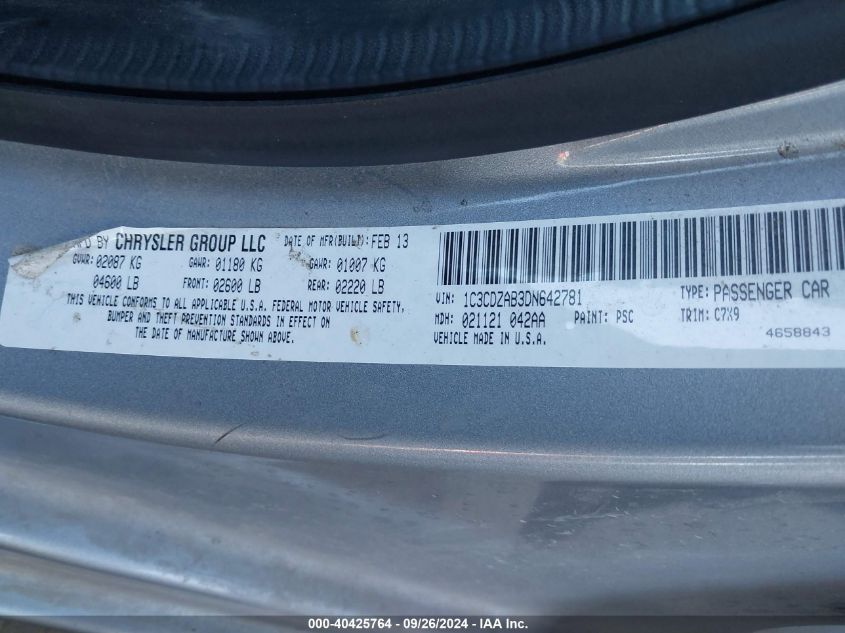 BY CHRYSLER GROUP LLC DATE OF MFR(BUILT): FEB 13
GVWR: 02087 KG GAWR: 01180 KG GAWR: 01007 KG
04600 LB FRONT: 02600 LB REAR: 02220 LB
THIS VEHICLE CONFORMS TO ALL APPLICABLE U.S.A. FEDERAL MOTOR VEHICLE SAFETY,
BUMPER AND THEFT PREVENTION STANDARDS IN EFFECT ON
THE DATE OF MANUFACTURE SHOWN ABOVE.
VIN: 1C3CDZAB3DN642781 TYPE: PASSENGER CAR
MDH: 021121 042AA PAINT: PSC TRIM: C7X9
VEHICLE MADE IN U.S.A. 4658843
000-40425764 - 09/26/2024 - IAA Inc.